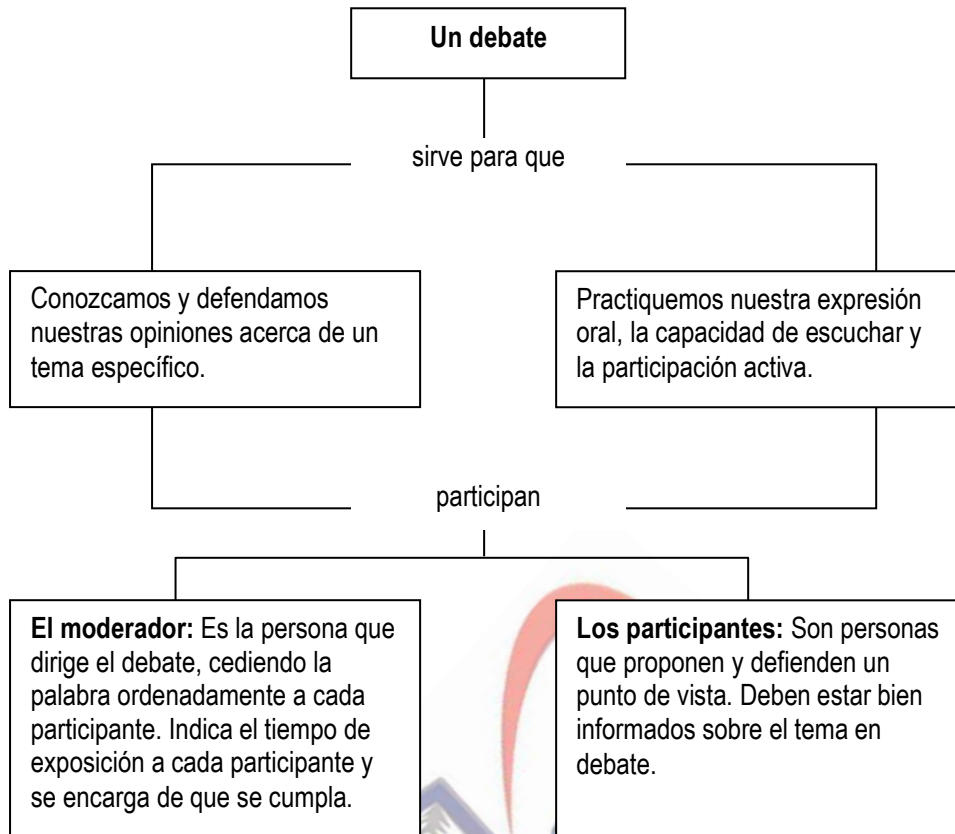 Un debate
sirve para que
Conozcamos y defendamos
nuestras opiniones acerca de un
tema específico.
Practiquemos nuestra expresión
oral, la capacidad de escuchar y
la participación activa.
participan
El moderador: Es la persona que
dirige el debate, cediendo la
palabra ordenadamente a cada
participante. Indica el tiempo de
exposición a cada participante y
se encarga de que se cumpla.
Los participantes: Son personas
que proponen y defienden un
punto de vista. Deben estar bien
informados sobre el tema en
debate.